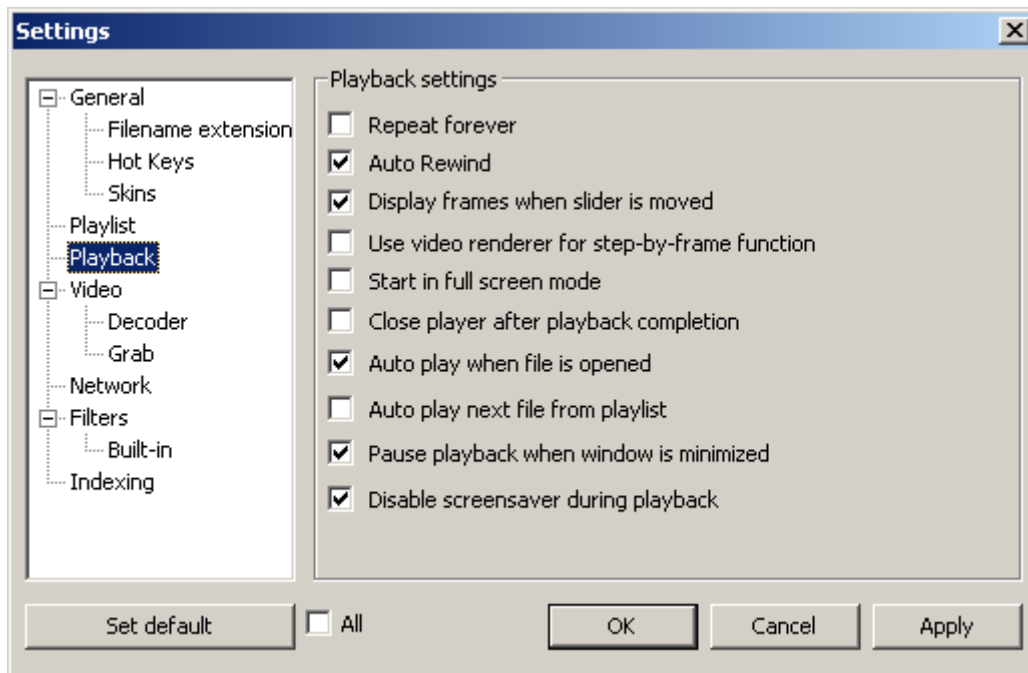 Settings
General
Filename extension
Hot Keys
Skins
Playlist
Playback
Video
Decoder
Grab
Network
Filters
Built-in
Indexing
Playback settings
Repeat forever
Auto Rewind
Display frames when slider is moved
Use video renderer for step-by-frame function
Start in full screen mode
Close player after playback completion
Auto play when file is opened
Auto play next file from playlist
Pause playback when window is minimized
Disable screensaver during playback
Set default
All
OK
Cancel
Apply